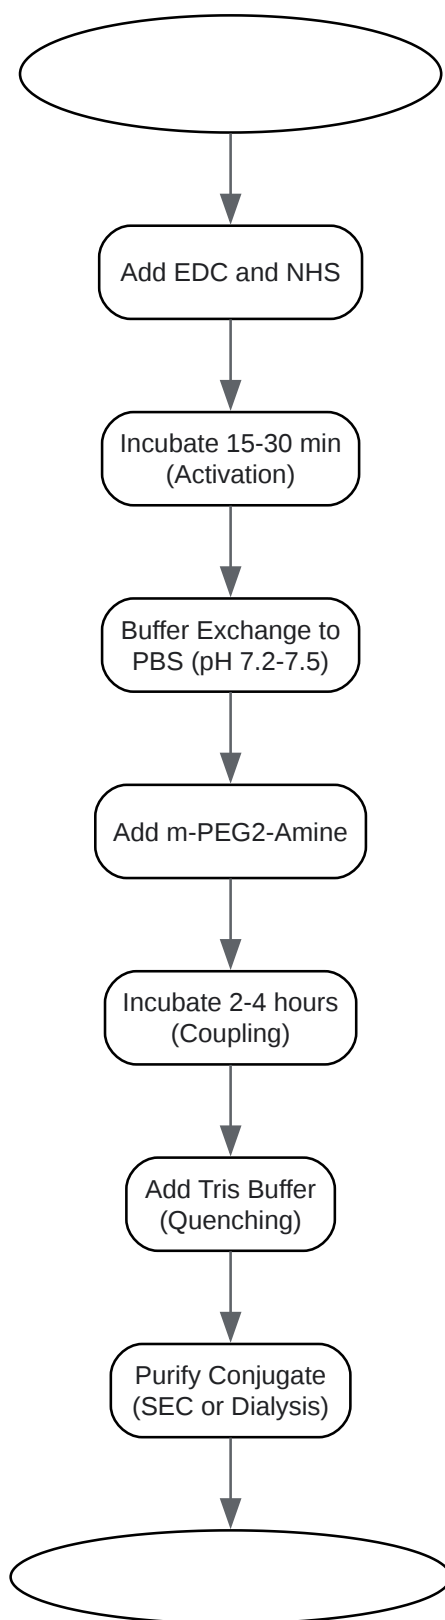 Add EDC and NHS
Incubate 15-30 min
(Activation)
Buffer Exchange to
PBS (pH 7.2-7.5)
Add m-PEG2-Amine
Incubate 2-4 hours
(Coupling)
Add Tris Buffer
(Quenching)
Purify Conjugate
(SEC or Dialysis)